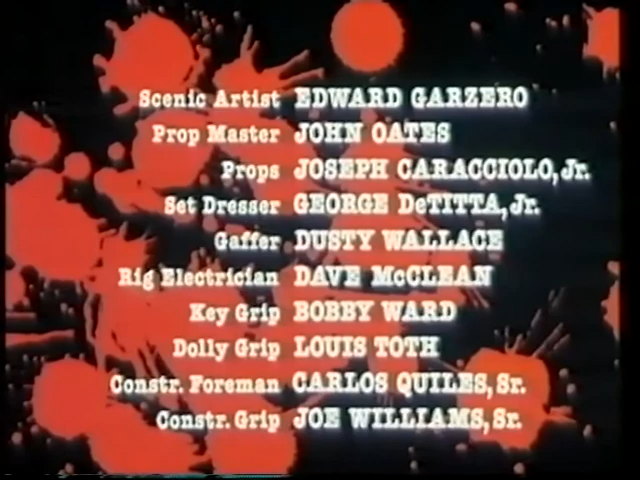 Scenic Artist EDWARD GARZERO
Prop Master JOHN OATES
Props JOSEPH CARACCIOLO, Jr.
Set Dresser GEORGE DeTITTA, Jr.
Gaffer DUSTY WALLACE
Rig Electrician DAVE McCLEAN
Key Grip BOBBY WARD
Dolly Grip LOUIS TOTH
Constr. Foreman CARLOS QUILES, Sr.
Constr. Grip JOE WILLIAMS, Sr.